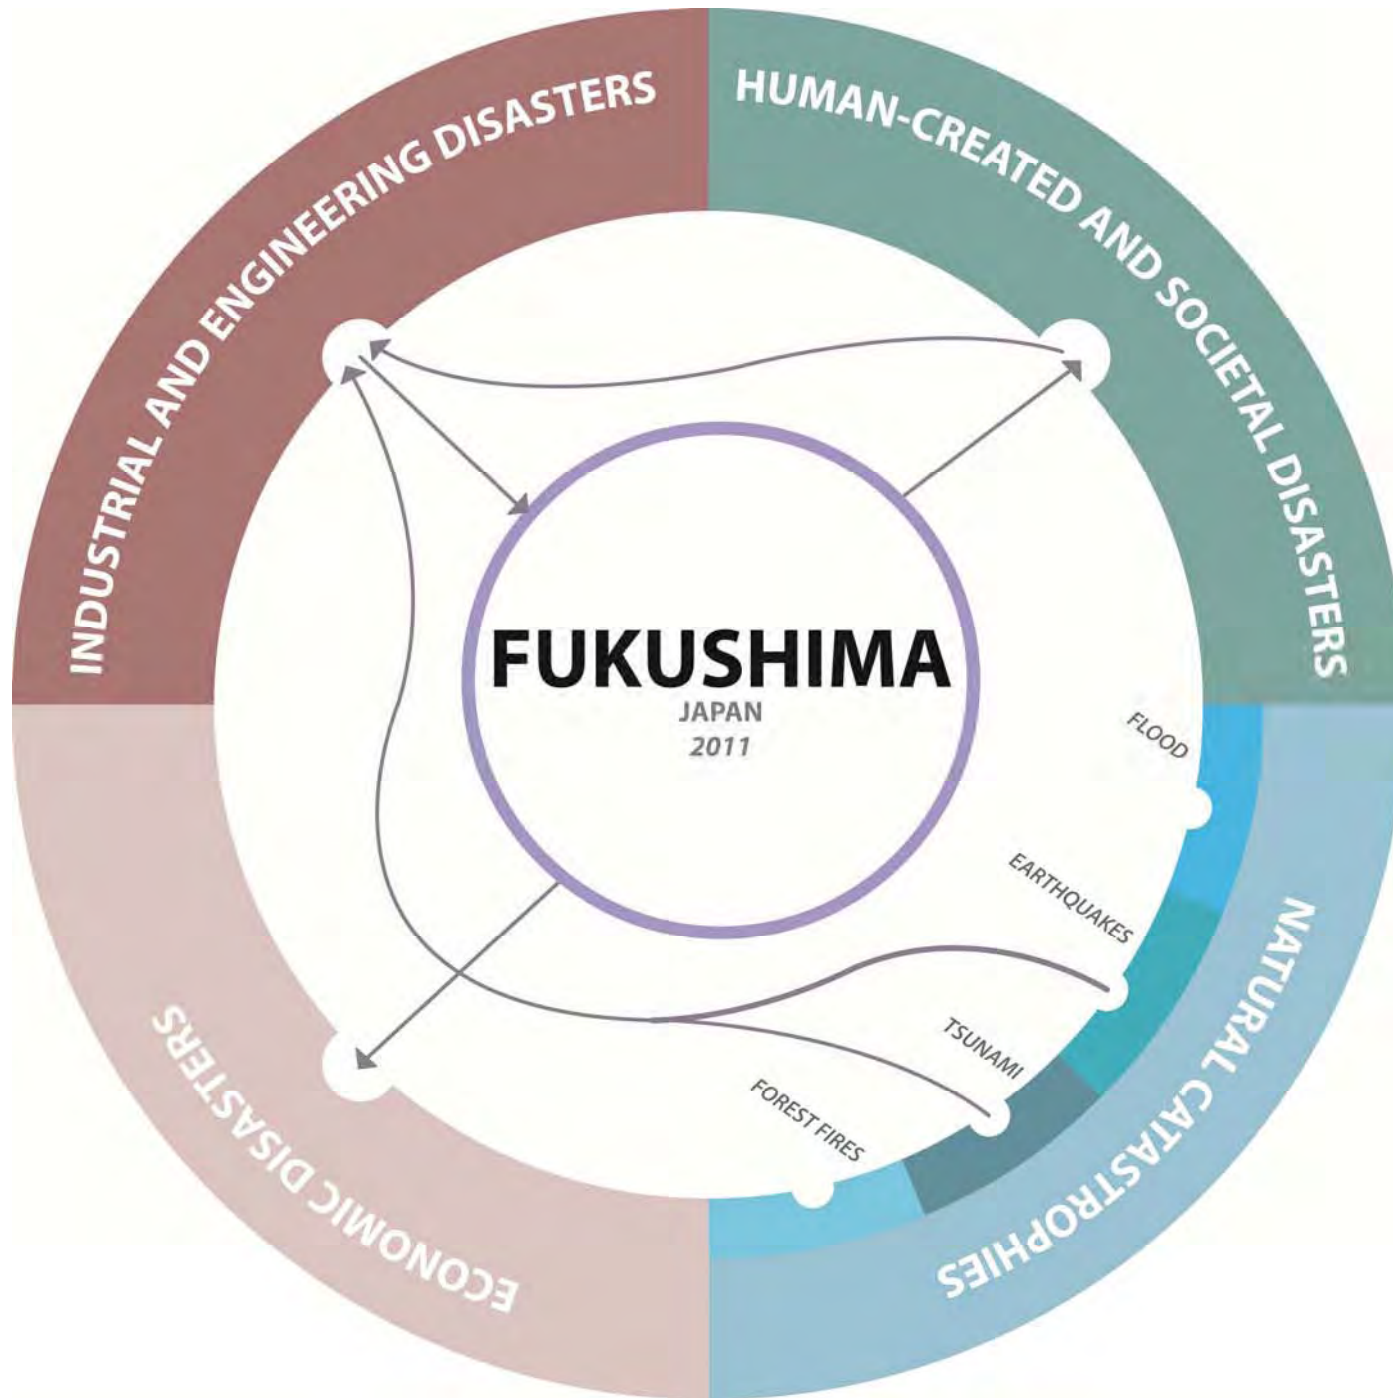 INDUSTRIAL AND ENGINEERING DISASTERS
HUMAN-CREATED AND SOCIETAL DISASTERS
FUKUSHIMA
JAPAN
2011
FLOOD
EARTHQUAKES
TSUNAMI
FOREST FIRES
NATURAL CATASTROPHIES
ECONOMIC DISASTERS